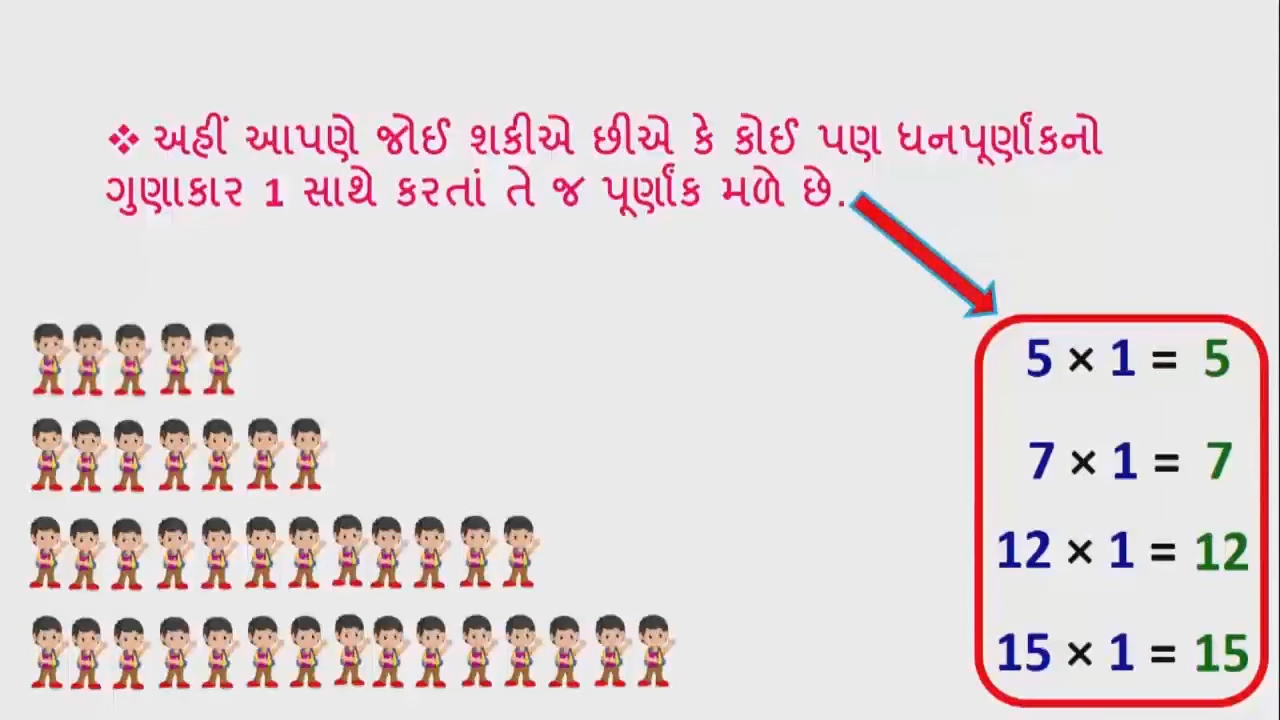 ❖ અહીં આપણે જોઈ શકીએ છીએ કે કોઈ પણ ધનપૂર્ણાંકનો
ગુણાકાર 1 સાથે કરતાં તે જ પૂર્ણાંક મળે છે.
5 × 1 = 5
7 × 1 = 7
12 × 1 = 12
15 × 1 = 15